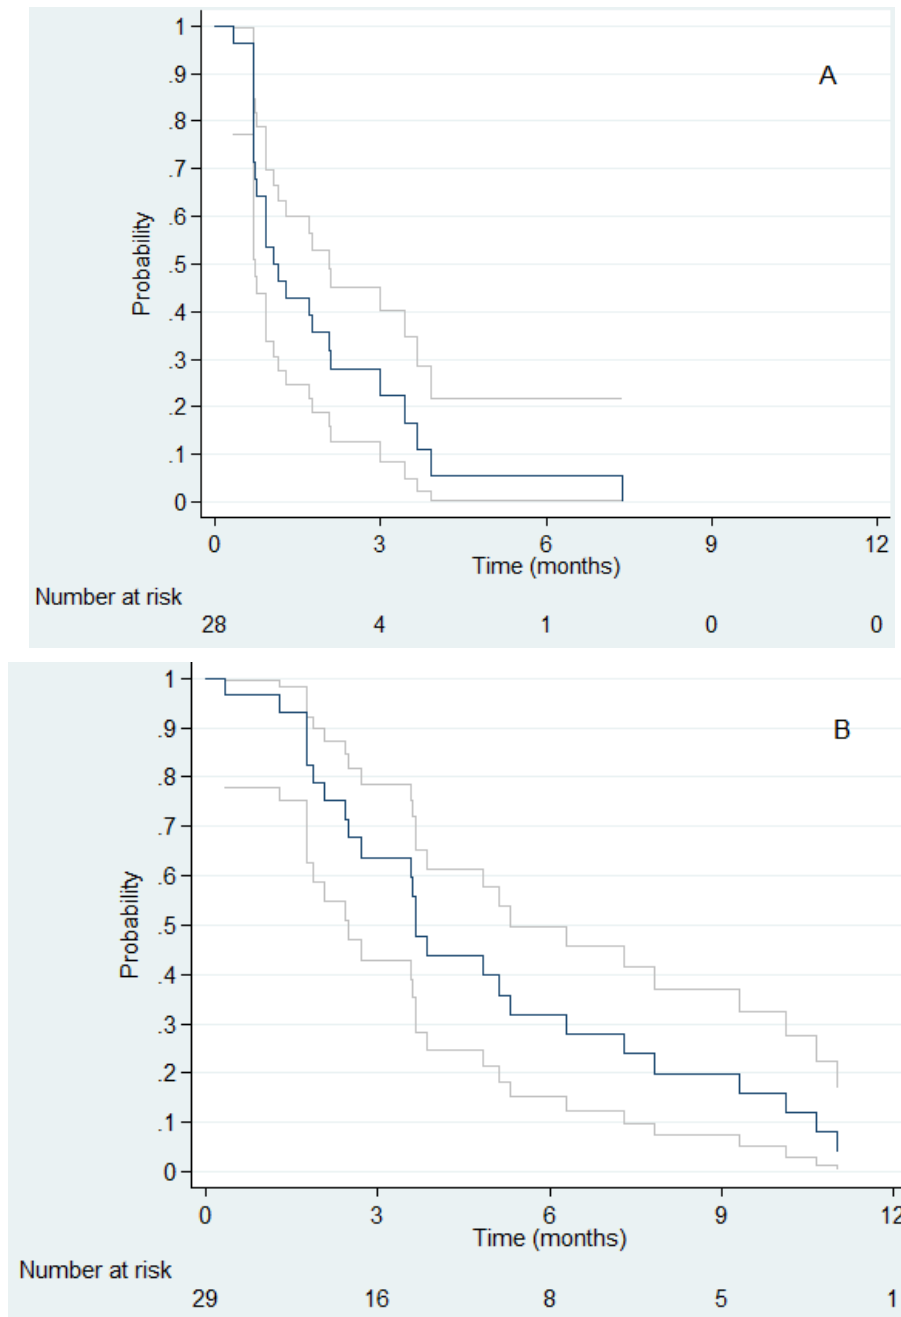 1
.9
A
.8
.7
.6
.5
.4
.3
.2
.1
0
Probability
0 3 6 9 12
Time (months)
Number at risk
28 4 1 0 0
1
.9
B
.8
.7
.6
.5
.4
.3
.2
.1
0
Probability
0 3 6 9 12
Time (months)
Number at risk
29 16 8 5 1